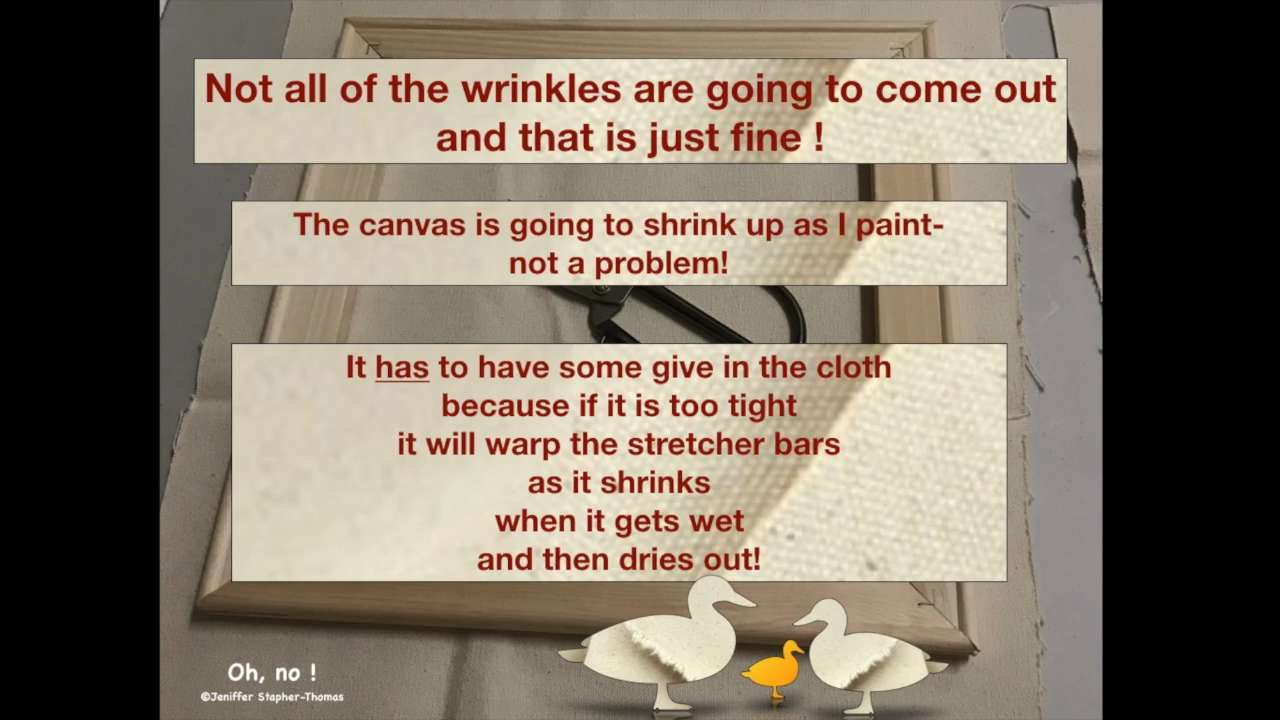 Not all of the wrinkles are going to come out
and that is just fine !
The canvas is going to shrink up as I paint-
not a problem!
It has to have some give in the cloth
because if it is too tight
it will warp the stretcher bars
as it shrinks
when it gets wet
and then dries out!
Oh, no !
©Jeniffer Stapher-Thomas